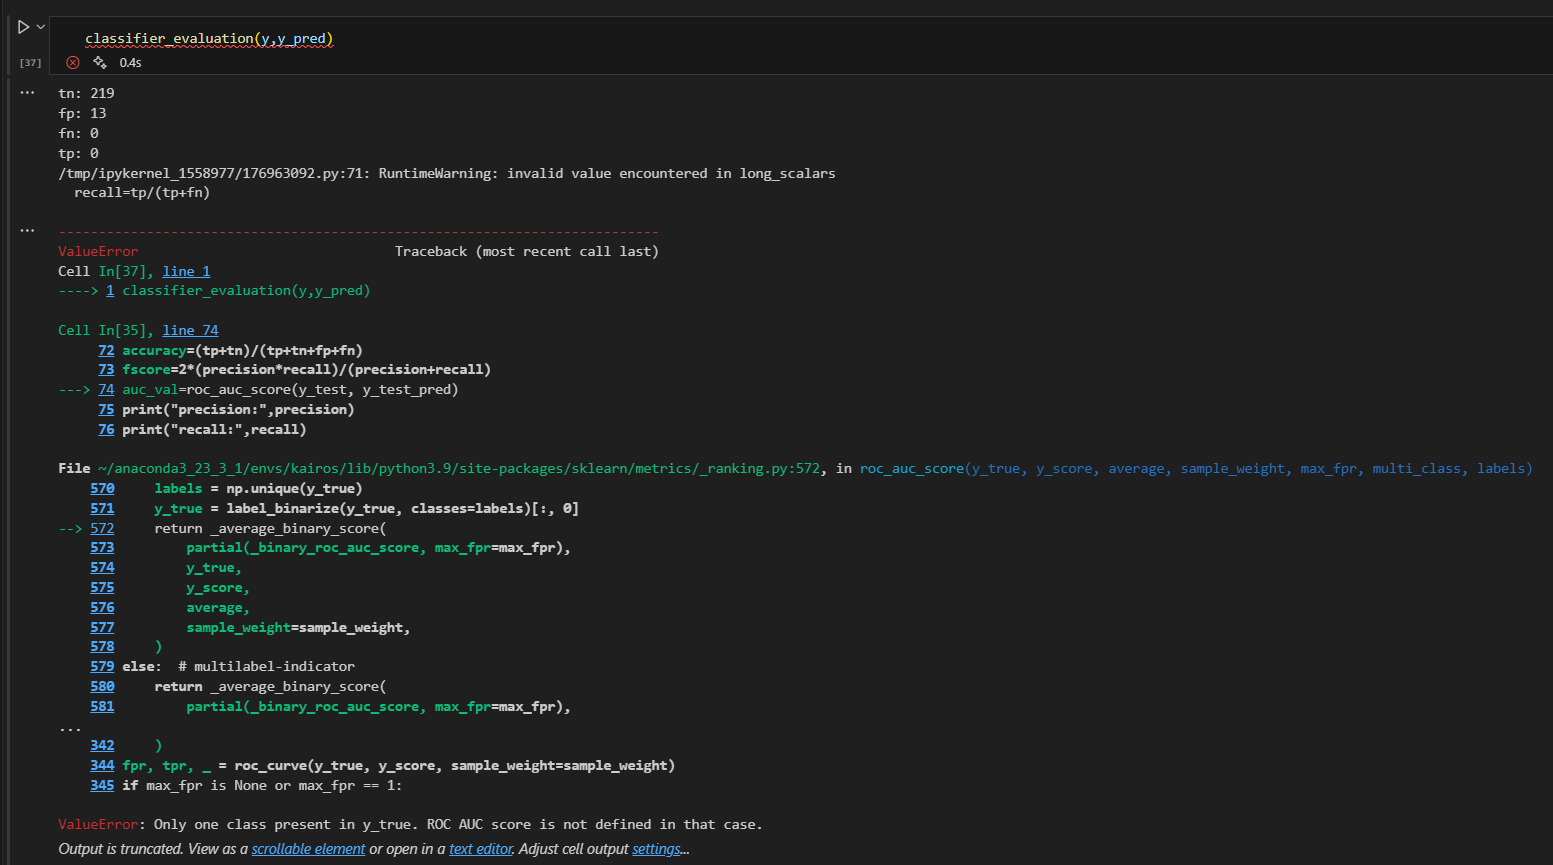 classifier_evaluation(y,y_pred)
[37]
0.4s
... tn: 219
fp: 13
fn: 0
tp: 0
/tmp/ipykernel_1558977/176963092.py:71: RuntimeWarning: invalid value encountered in long_scalars
  recall=tp/(tp+fn)
... ---------------------------------------------------------------------------
ValueError                                Traceback (most recent call last)
Cell In[37], line 1
----> 1 classifier_evaluation(y,y_pred)
Cell In[35], line 74
     72 accuracy=(tp+tn)/(tp+tn+fp+fn)
     73 fscore=2*(precision*recall)/(precision+recall)
---> 74 auc_val=roc_auc_score(y_test, y_test_pred)
     75 print("precision:",precision)
     76 print("recall:",recall)
File ~/anaconda3_23_3_1/envs/kairos/lib/python3.9/site-packages/sklearn/metrics/_ranking.py:572, in roc_auc_score(y_true, y_score, average, sample_weight, max_fpr, multi_class, labels)
    570     labels = np.unique(y_true)
    571     y_true = label_binarize(y_true, classes=labels)[:, 0]
--> 572     return _average_binary_score(
    573         partial(_binary_roc_auc_score, max_fpr=max_fpr),
    574         y_true,
    575         y_score,
    576         average,
    577         sample_weight=sample_weight,
    578     )
    579 else:  # multilabel-indicator
    580     return _average_binary_score(
    581         partial(_binary_roc_auc_score, max_fpr=max_fpr),
...
    342     )
    344 fpr, tpr, _ = roc_curve(y_true, y_score, sample_weight=sample_weight)
    345 if max_fpr is None or max_fpr == 1:
ValueError: Only one class present in y_true. ROC AUC score is not defined in that case.
Output is truncated. View as a scrollable element or open in a text editor. Adjust cell output settings...